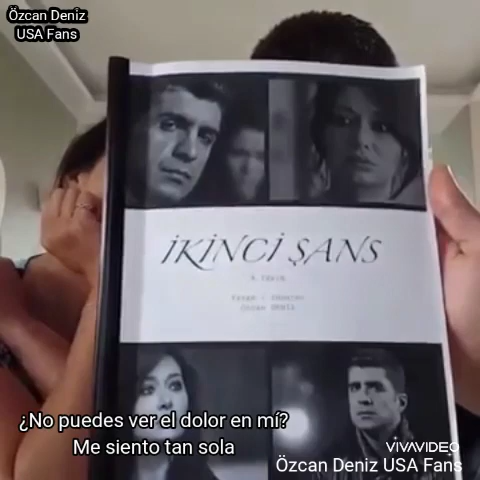 Özcan Deniz
USA Fans
İKİNCİ ŞANS
¿No puedes ver el dolor en mí?
Me siento tan sola
VIVAVIDEO
Özcan Deniz USA Fans